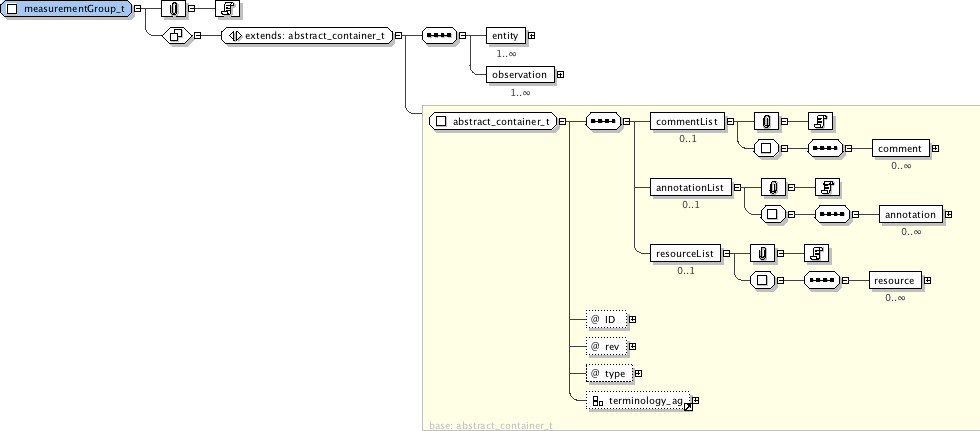 measurementGroup_t
extends: abstract_container_t
entity
1..∞
observation
1..∞
abstract_container_t
commentList
0..1
comment
0..∞
annotationList
0..1
annotation
0..∞
resourceList
0..1
resource
0..∞
@ ID
@ rev
@ type
terminology_ag
base: abstract_container_t